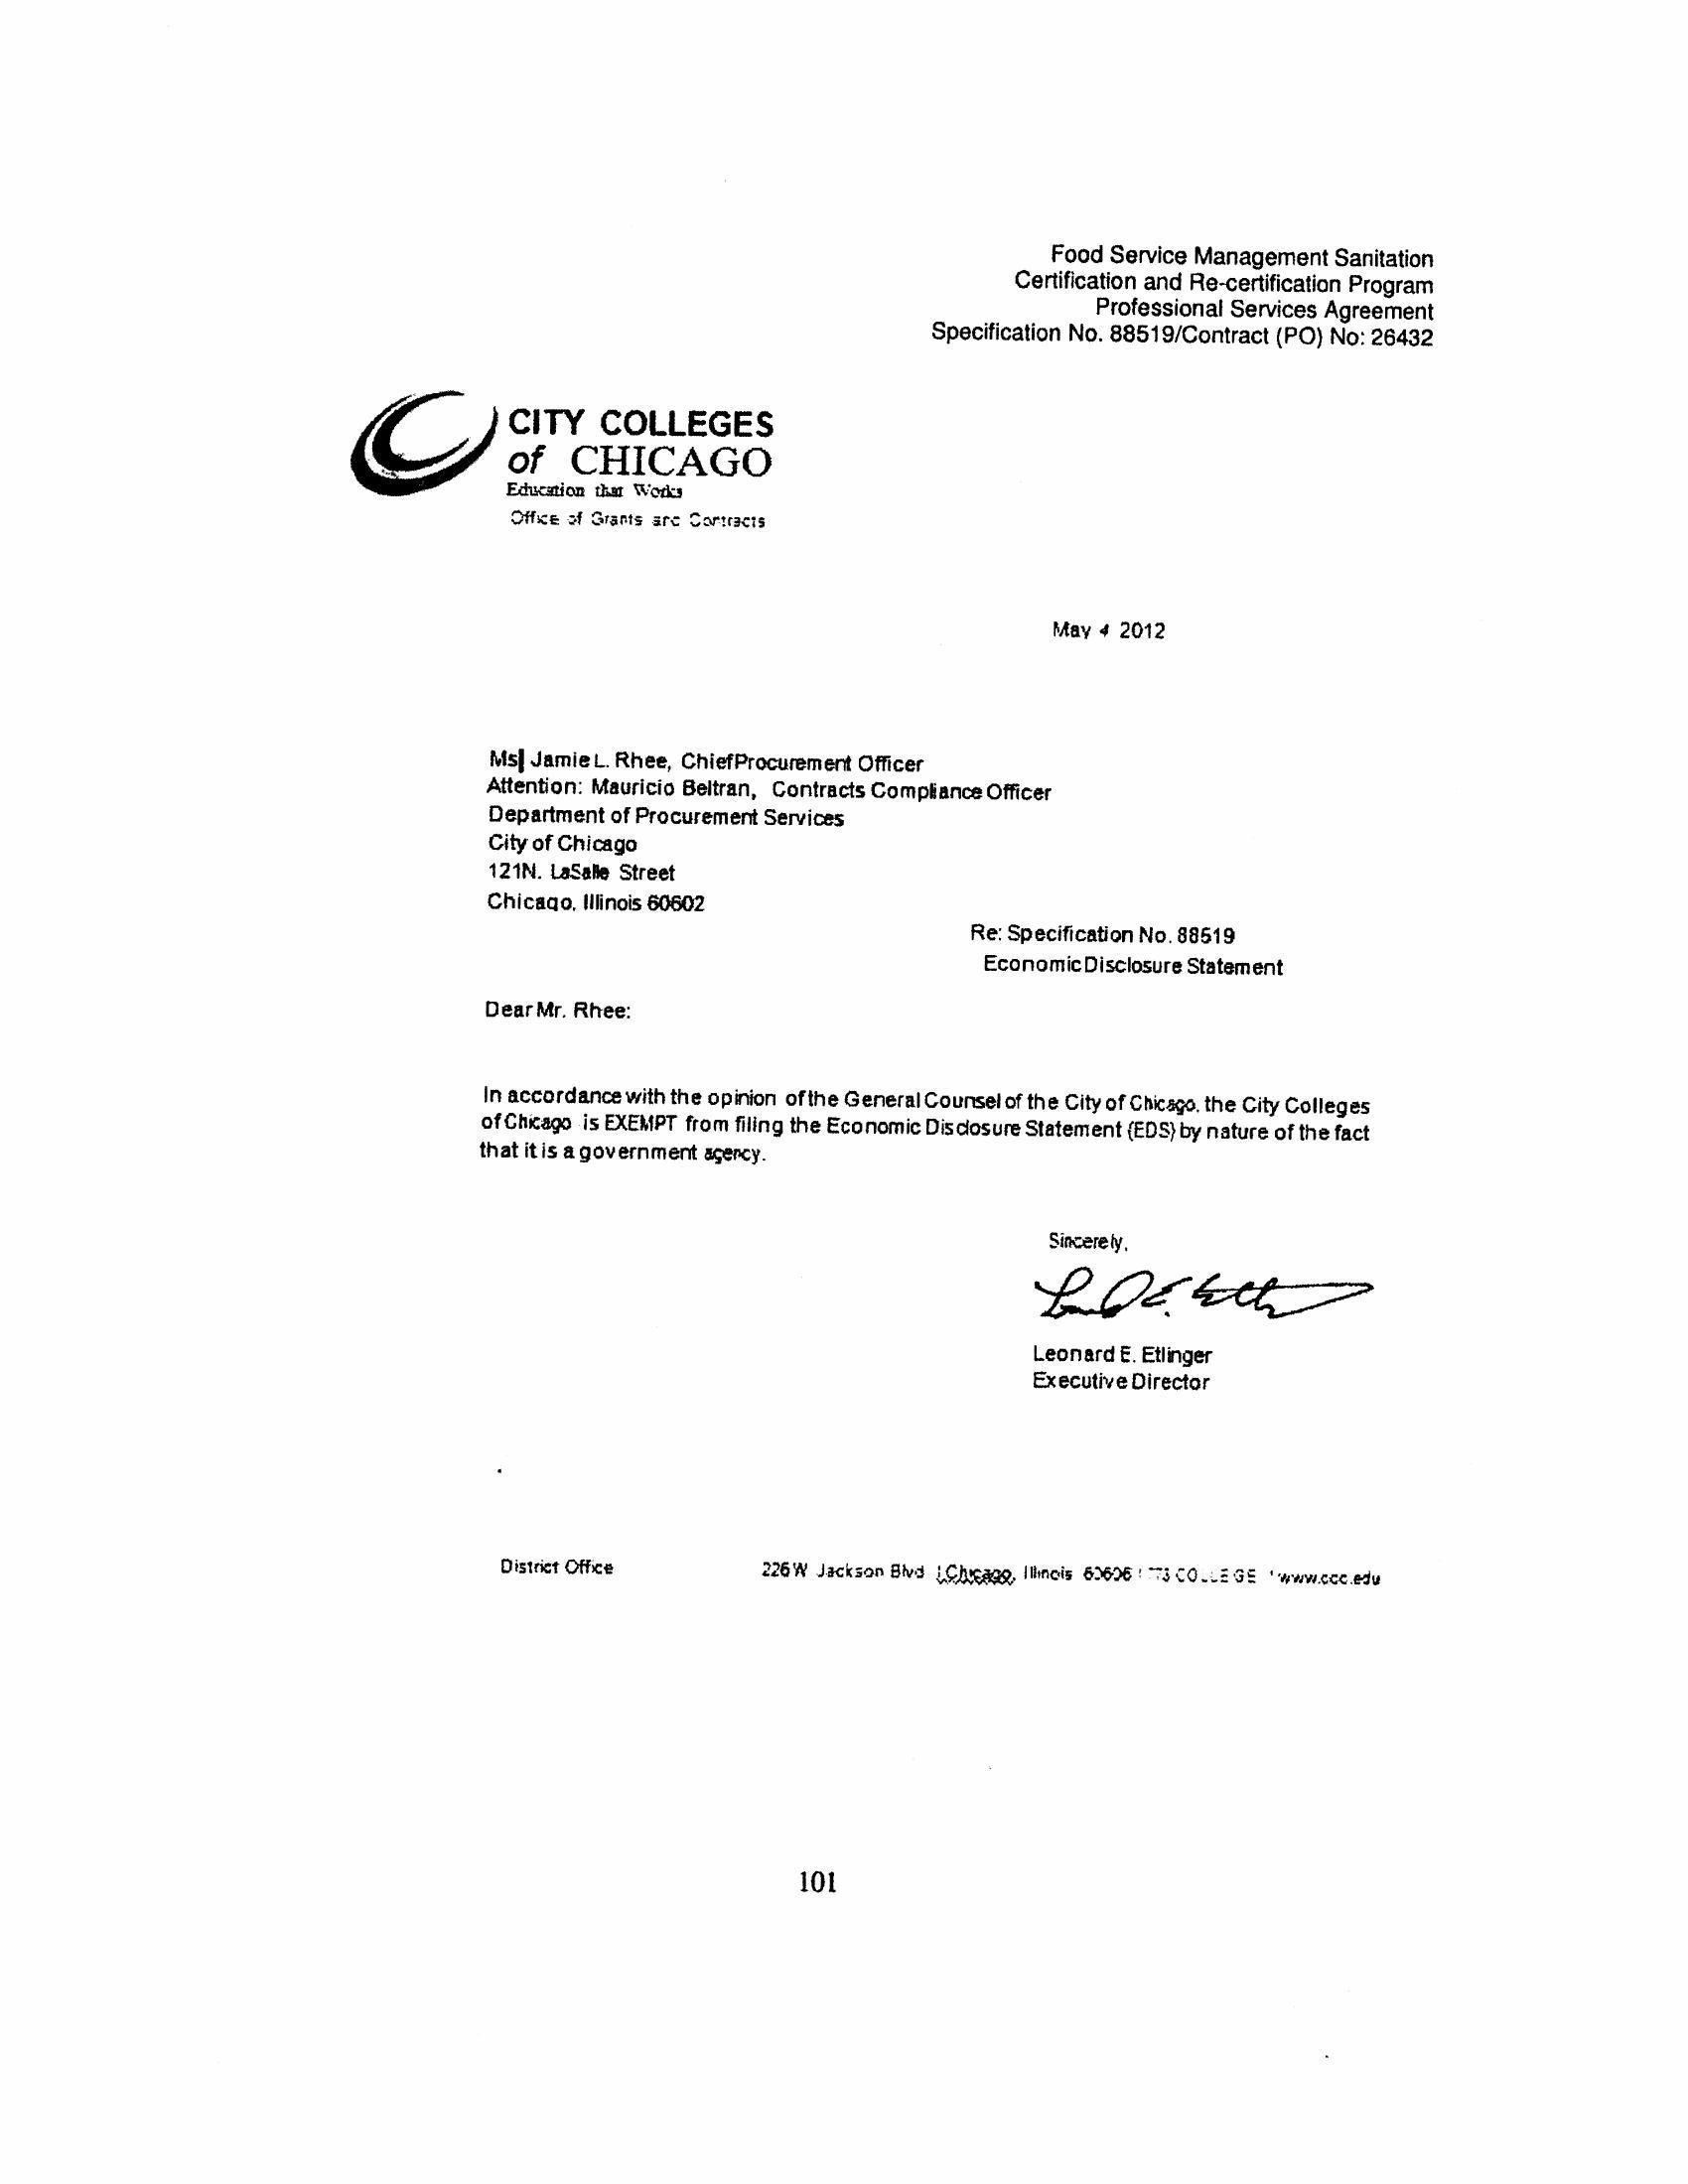 Food Service Management Sanitation
Certification and Re-certification Program
Professional Services Agreement
Specification No. 88519/Contract (PO) No: 26432
CITY COLLEGES
of CHICAGO
Education that Works
Office of Grants and Contracts
May 4 2012
Ms| Jamie L. Rhee, Chief Procurement Officer
Attention: Mauricio Beltran, Contracts Compliance Officer
Department of Procurement Services
City of Chicago
121N. LaSalle Street
Chicago, Illinois 60602
Re: Specification No. 88519
Economic Disclosure Statement
Dear Mr. Rhee:
In accordance with the opinion of the General Counsel of the City of Chicago, the City Colleges
of Chicago is EXEMPT from filing the Economic Disclosure Statement (EDS) by nature of the fact
that it is a government agency.
Sincerely,
Leonard E. Etlinger
Executive Director
District Office
226 W Jackson Blvd | Chicago, Illinois 60606 | 773 COLLEGE | www.ccc.edu
101